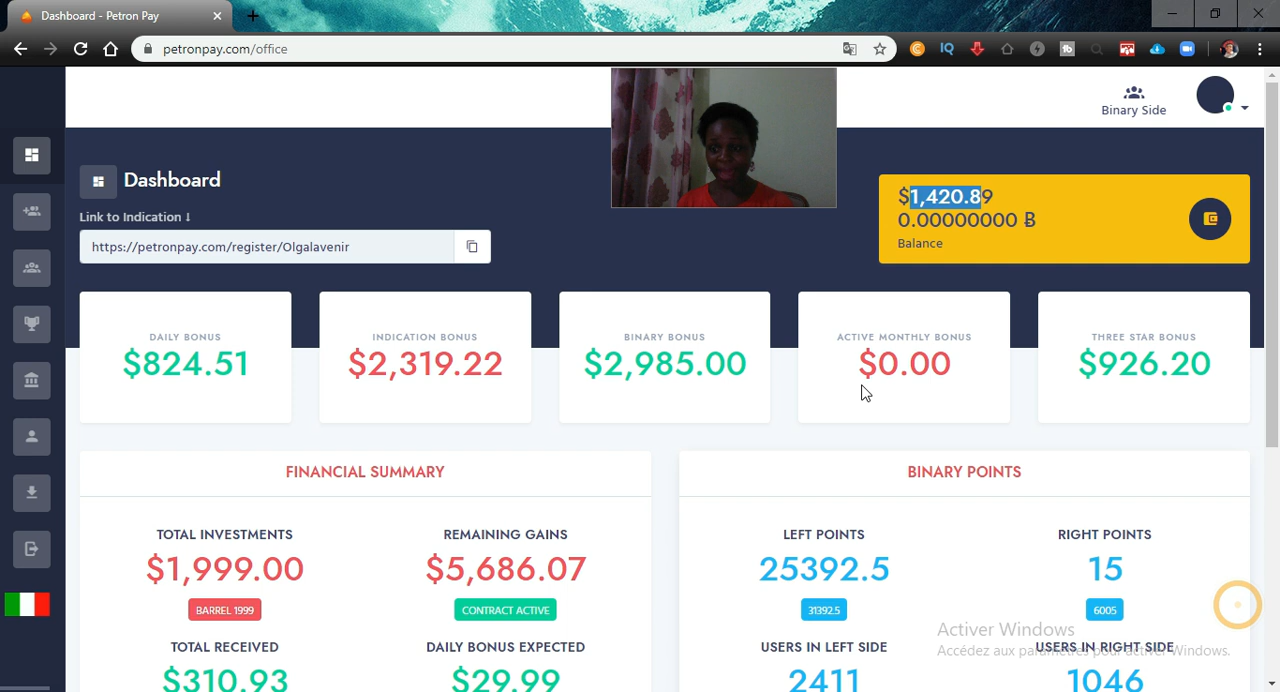 Dashboard - Petron Pay
petronpay.com/office
Binary Side
Dashboard
Link to Indication
https://petronpay.com/register/Olgalavenir
$1,420.89
0.00000000 Ƀ
Balance
DAILY BONUS
$824.51
INDICATION BONUS
$2,319.22
BINARY BONUS
$2,985.00
ACTIVE MONTHLY BONUS
$0.00
THREE STAR BONUS
$926.20
FINANCIAL SUMMARY
TOTAL INVESTMENTS
$1,999.00
BARREL 1999
REMAINING GAINS
$5,686.07
CONTRACT ACTIVE
TOTAL RECEIVED
$310.93
DAILY BONUS EXPECTED
$29.99
BINARY POINTS
LEFT POINTS
25392.5
31392.5
RIGHT POINTS
15
6005
USERS IN LEFT SIDE
2411
USERS IN RIGHT SIDE
1046
Activer Windows
Accédez aux paramètres pour activer Windows.